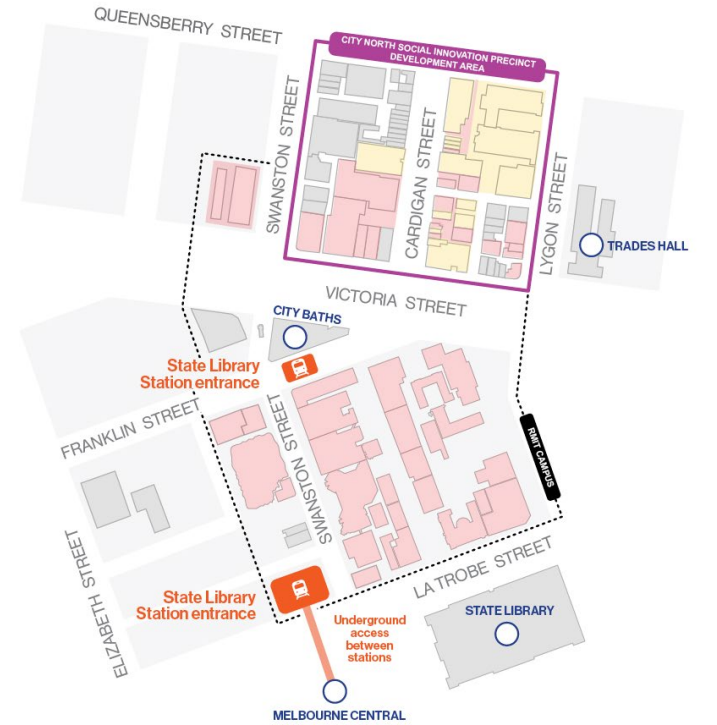 QUEENSBERRY STREET
CITY NORTH SOCIAL INNOVATION PRECINCT
DEVELOPMENT AREA
SWANSTON STREET
CARDIGAN STREET
LYGON STREET
TRADES HALL
VICTORIA STREET
CITY BATHS
State Library
Station entrance
FRANKLIN STREET
SWANSTON STREET
RMIT CAMPUS
ELIZABETH STREET
LA TROBE STREET
State Library
Station entrance
Underground
access
between
stations
STATE LIBRARY
MELBOURNE CENTRAL